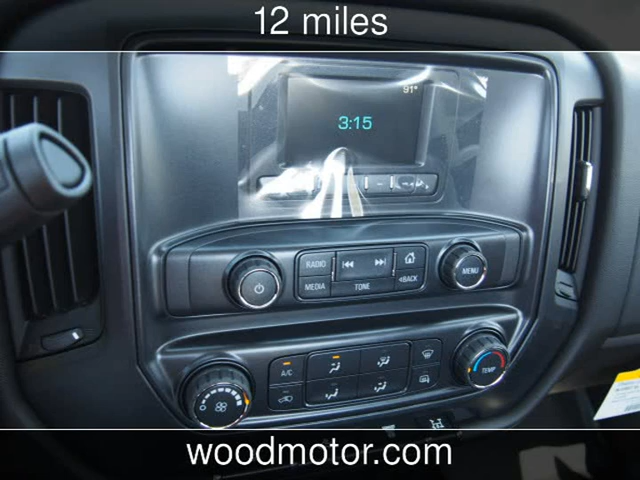 12 miles
91°
3:15
RADIO
MEDIA
TONE
<BACK
MENU
A/C
TEMP
woodmotor.com